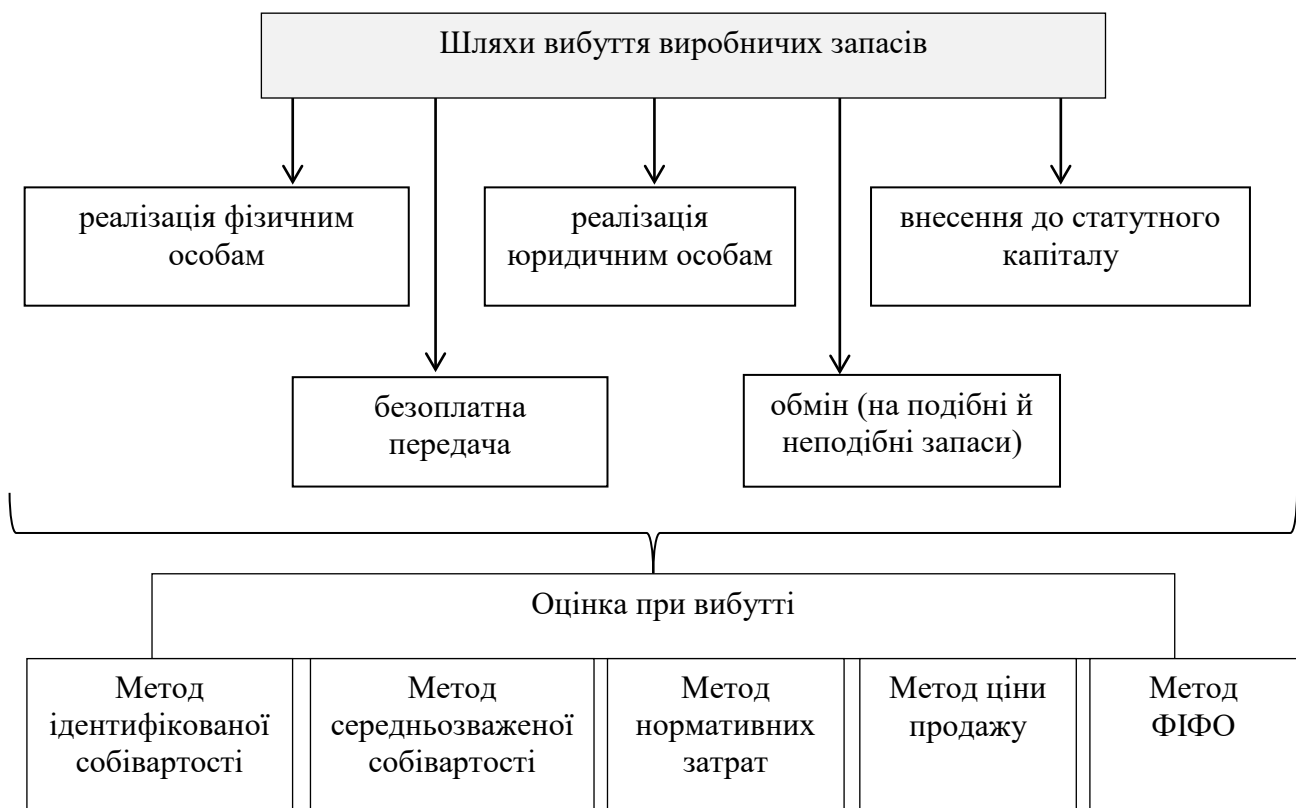 Шляхи вибуття виробничих запасів
реалізація фізичним
особам
реалізація
юридичним особам
внесення до статутного
капіталу
безоплатна
передача
обмін (на подібні й
неподібні запаси)
Оцінка при вибутті
Метод
ідентифікованої
собівартості
Метод
середньозваженої
собівартості
Метод
нормативних
затрат
Метод ціни
продажу
Метод
ФІФО